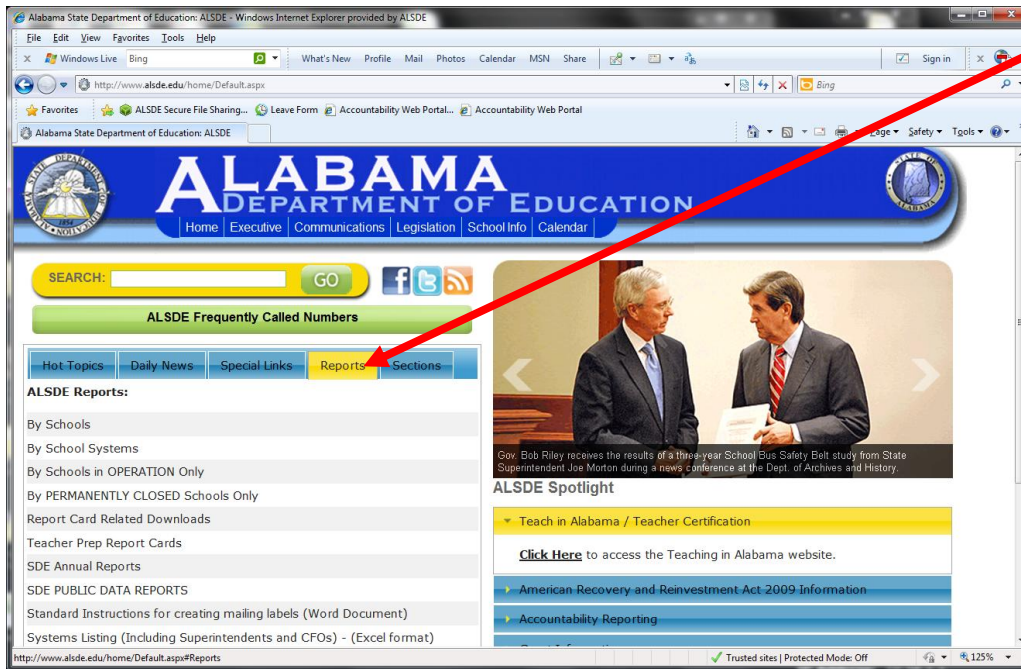 Alabama State Department of Education: ALSDE - Windows Internet Explorer provided by ALSDE
File Edit View Favorites Tools Help
x Windows Live Bing What's New Profile Mail Photos Calendar MSN Share Sign in x
http://www.alsde.edu/home/Default.aspx Bing
Favorites ALSDE Secure File Sharing... Leave Form Accountability Web Portal... Accountability Web Portal
Alabama State Department of Education: ALSDE Page Safety Tools
ALABAMA
DEPARTMENT OF EDUCATION
Home Executive Communications Legislation School Info Calendar
SEARCH: GO
ALSDE Frequently Called Numbers
Hot Topics Daily News Special Links Reports Sections
ALSDE Reports:
By Schools
By School Systems
By Schools in OPERATION Only
By PERMANENTLY CLOSED Schools Only
Report Card Related Downloads
Teacher Prep Report Cards
SDE Annual Reports
SDE PUBLIC DATA REPORTS
Standard Instructions for creating mailing labels (Word Document)
Systems Listing (Including Superintendents and CFOs) - (Excel format)
Gov. Bob Riley receives the results of a three-year School Bus Safety Belt study from State
Superintendent Joe Morton during a news conference at the Dept. of Archives and History.
ALSDE Spotlight
Teach in Alabama / Teacher Certification
Click Here to access the Teaching in Alabama website.
American Recovery and Reinvestment Act 2009 Information
Accountability Reporting
http://www.alsde.edu/home/Default.aspx#Reports Trusted sites | Protected Mode: Off 125%